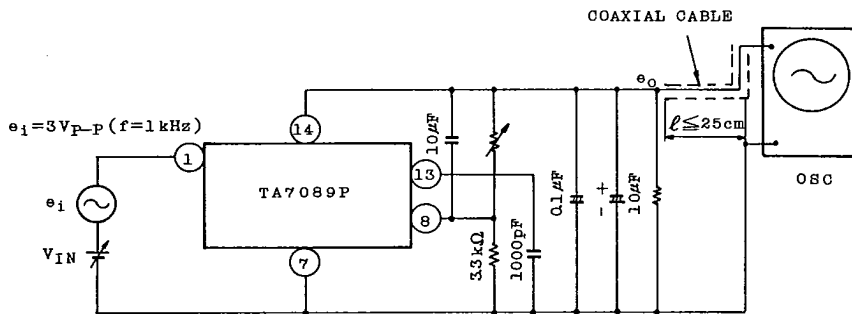 COAXIAL CABLE
eo
ei=3VP-P (f=1kHz)
14
10μF
ℓ≦25cm
1
13
OSC
TA7089P
0.1μF
- +
10μF
ei
8
3.3kΩ
1000pF
VIN
7